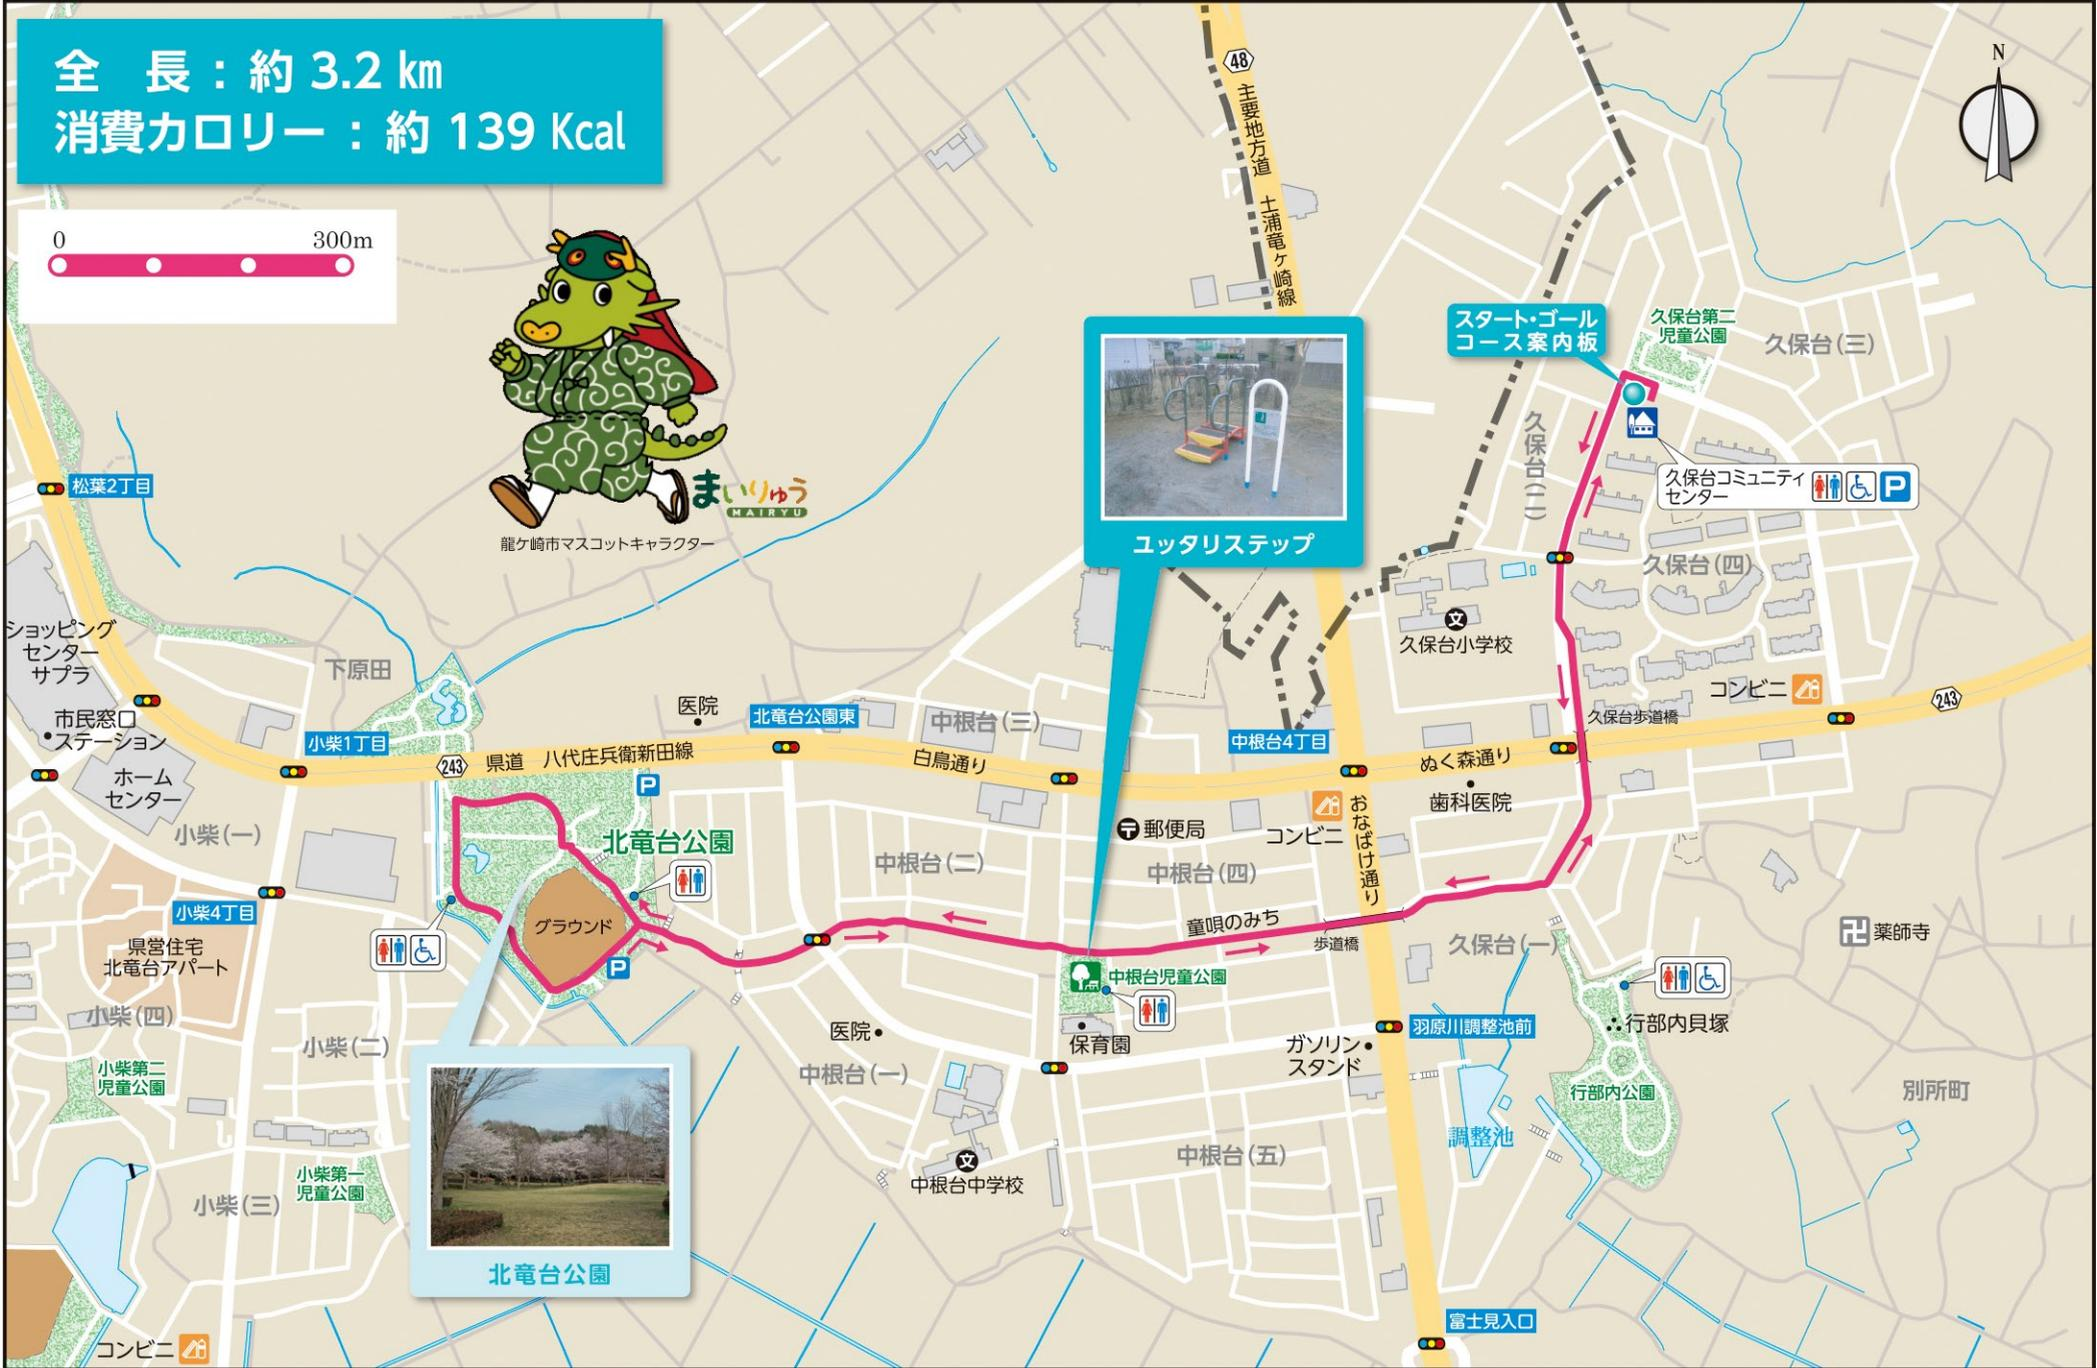 全　長：約 3.2 km
消費カロリー：約 139 Kcal
0
300m
N
48
主要地方道　土浦竜ヶ崎線
スタート・ゴール
コース案内板
久保台第二
児童公園
久保台(三)
久保台(二)
久保台コミュニティ
センター
P
久保台(四)
まいりゅう
MAIRYU
龍ケ崎市マスコットキャラクター
ユッタリステップ
松葉2丁目
ショッピング
センター
サプラ
市民窓口
ステーション
ホーム
センター
下原田
小柴1丁目
医院
北竜台公園東
中根台(三)
中根台4丁目
文
久保台小学校
コンビニ
久保台歩道橋
243
243
県道　八代庄兵衛新田線
白鳥通り
ぬく森通り
歯科医院
P
小柴(一)
北竜台公園
グラウンド
P
中根台(二)
〒郵便局
中根台(四)
コンビニ
おなばけ通り
童唄のみち
歩道橋
久保台(一)
卍 薬師寺
小柴4丁目
県営住宅
北竜台アパート
小柴(四)
小柴(二)
小柴第二
児童公園
小柴第一
児童公園
小柴(三)
コンビニ
北竜台公園
医院
中根台(一)
中根台児童公園
保育園
文
中根台中学校
中根台(五)
ガソリン
スタンド
羽原川調整池前
調整池
行部内貝塚
行部内公園
別所町
富士見入口